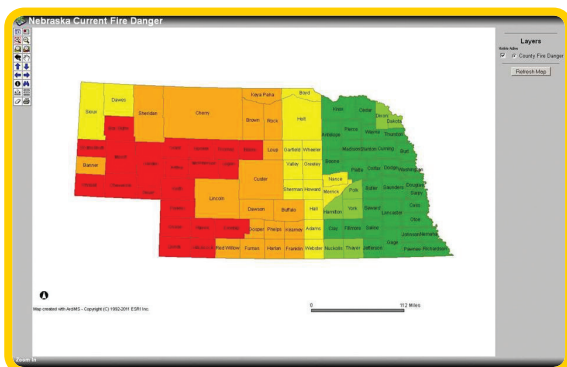 Nebraska Current Fire Danger
Layers
Visible Active
County Fire Danger
Refresh Map
Sioux
Dawes
Sheridan
Cherry
Keya Paha
Boyd
Brown
Rock
Holt
Knox
Cedar
Dixon
Dakota
Antelope
Pierce
Wayne
Thurston
Banner
Loup
Garfield
Wheeler
Boone
Madison
Stanton
Cuming
Burt
Custer
Valley
Greeley
Platte
Colfax
Dodge
Washington
Lincoln
Sherman
Howard
Nance
Merrick
Polk
Butler
Saunders
Douglas
Sarpy
Dawson
Buffalo
Hall
Hamilton
York
Seward
Lancaster
Cass
Otoe
Gosper
Phelps
Kearney
Adams
Clay
Fillmore
Saline
Johnson
Nemaha
Gage
Red Willow
Furnas
Harlan
Franklin
Webster
Nuckolls
Thayer
Jefferson
Pawnee
Richardson
0
112 Miles
Map created with ArcIMS - Copyright (C) 1992-2011 ESRI Inc.
Zoom In